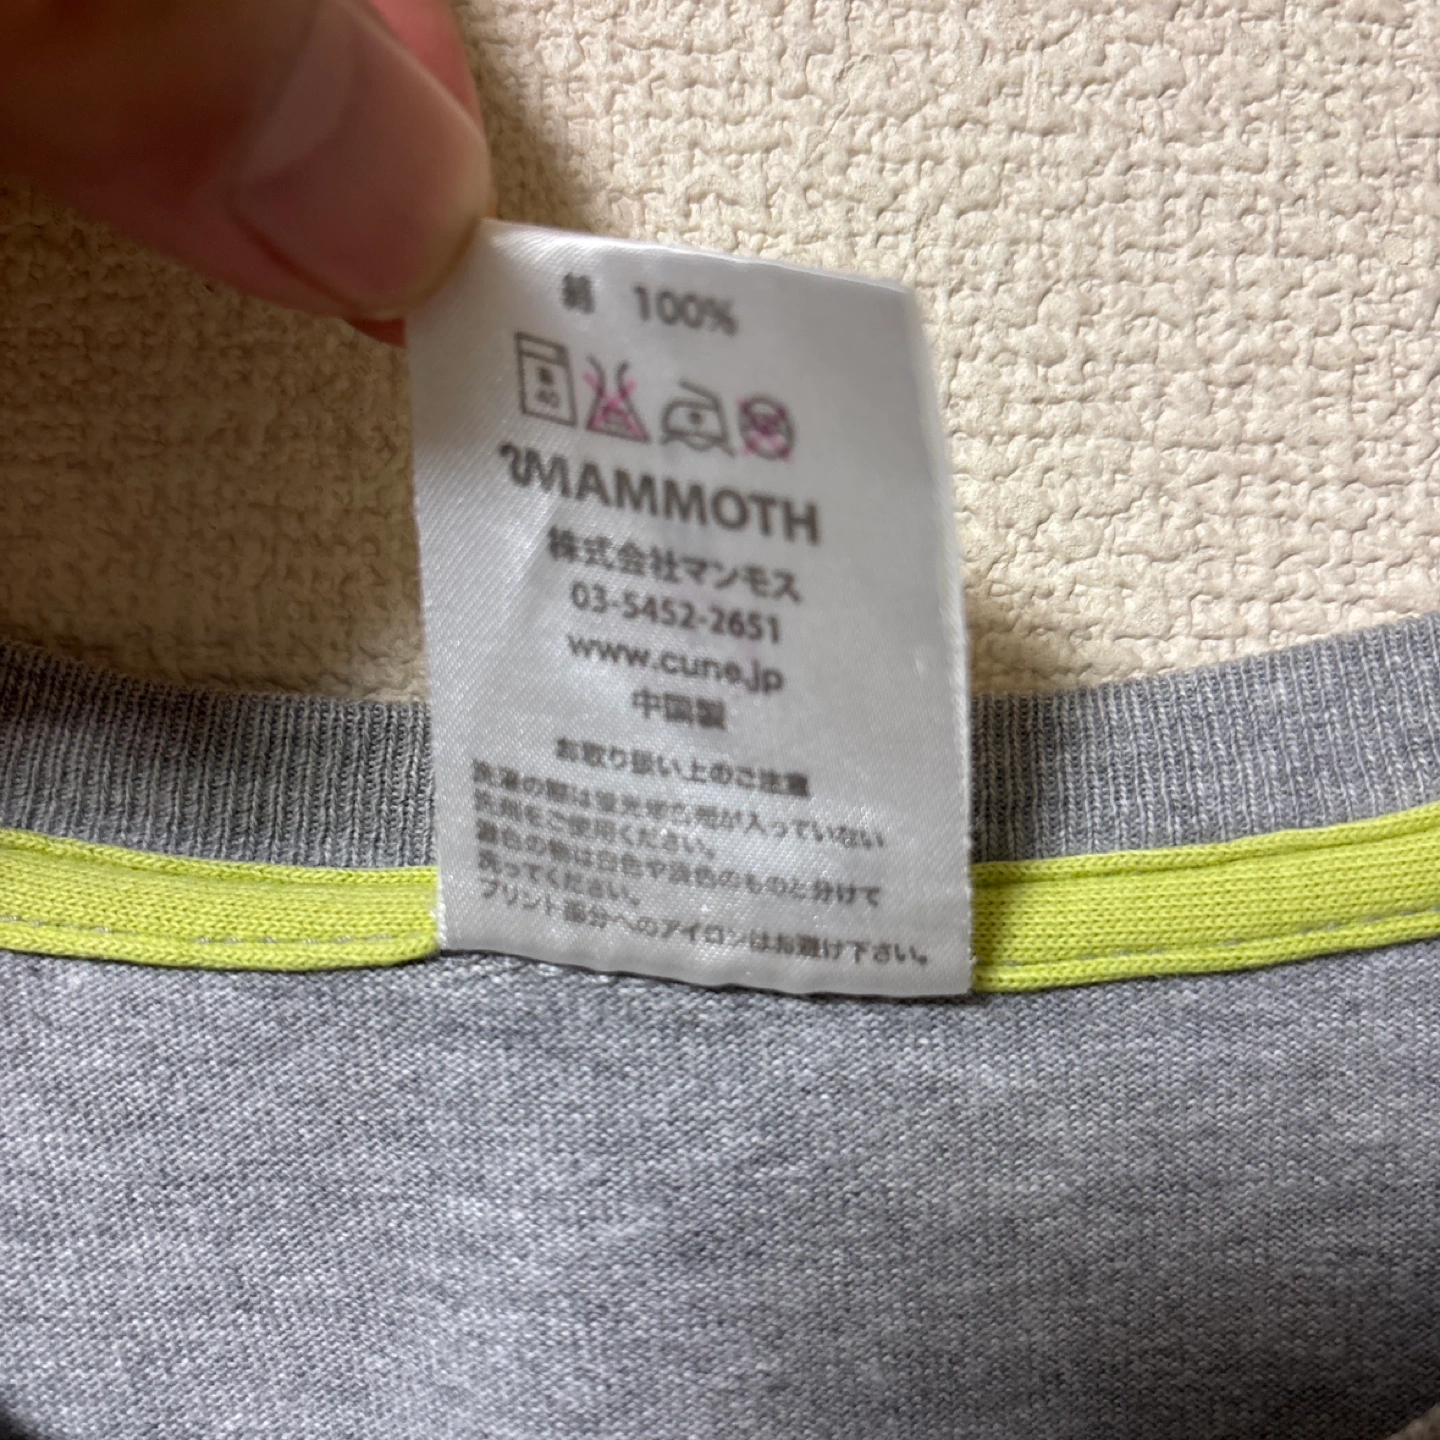 綿 100%
弱
40
MAMMOTH
株式会社マンモス
03-5452-2651
www.cune.jp
中国製
お取り扱い上のご注意
洗濯の際は蛍光増白剤が入っていない
洗剤をご使用ください。
濃色の物は白色や淡色のものと分けて
洗ってください。
プリント部分へのアイロンはお避け下さい。